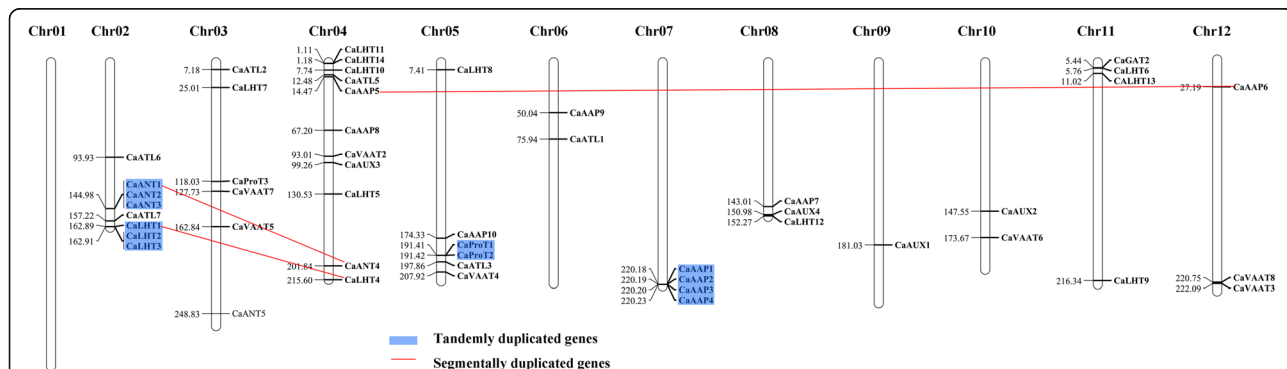 Chr01
Chr02
Chr03
Chr04
Chr05
Chr06
Chr07
Chr08
Chr09
Chr10
Chr11
Chr12
93.93 CaATL6
CaANT1
144.98 CaANT2
CaANT3
157.22 CaATL7
162.89 CaLHT1
CaLHT2
162.91 CaLHT3
7.18 CaATL2
25.01 CaLHT7
118.03 CaProT3
127.73 CaVAAT7
162.84 CaVAAT5
248.83 CaANT5
1.11 CaLHT11
1.18 CaLHT14
7.74 CaLHT10
12.48 CaATL5
14.47 CaAAP5
67.20 CaAAP8
93.01 CaVAAT2
99.26 CaAUX3
130.53 CaLHT5
201.84 CaANT4
215.60 CaLHT4
7.41 CaLHT8
174.33 CaAAP10
191.41 CaProT1
191.42 CaProT2
197.86 CaATL3
207.92 CaVAAT4
50.04 CaAAP9
75.94 CaATL1
220.18 CaAAP1
220.19 CaAAP2
220.20 CaAAP3
220.23 CaAAP4
143.01 CaAAP7
150.98 CaAUX4
152.27 CaLHT12
181.03 CaAUX1
147.55 CaAUX2
173.67 CaVAAT6
5.44 CaGAT2
5.76 CaLHT6
11.02 CALHT13
216.34 CaLHT9
27.19 CaAAP6
220.75 CaVAAT8
222.09 CaVAAT3
Tandemly duplicated genes
Segmentally duplicated genes